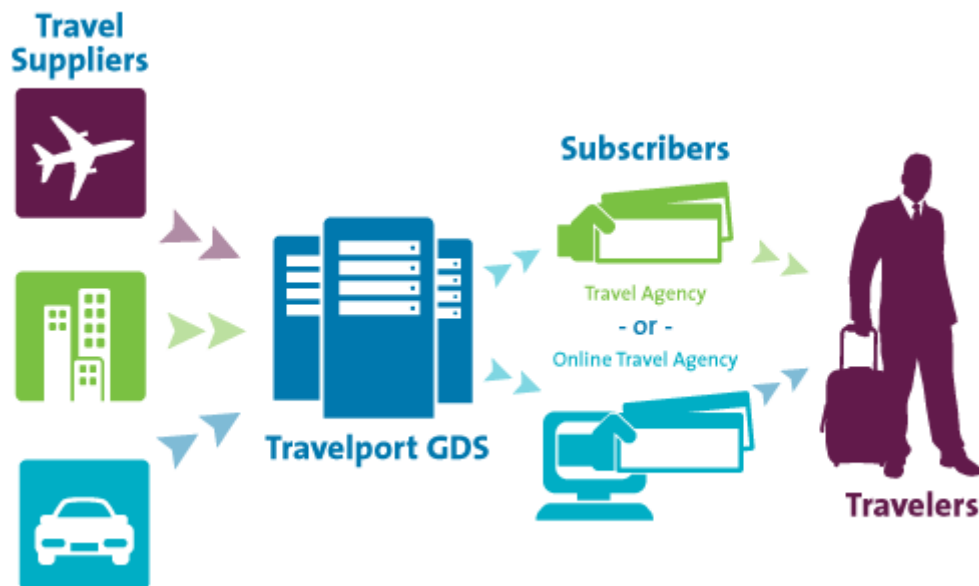 Travel
Suppliers
Subscribers
Travel Agency
- or -
Online Travel Agency
Travelport GDS
Travelers